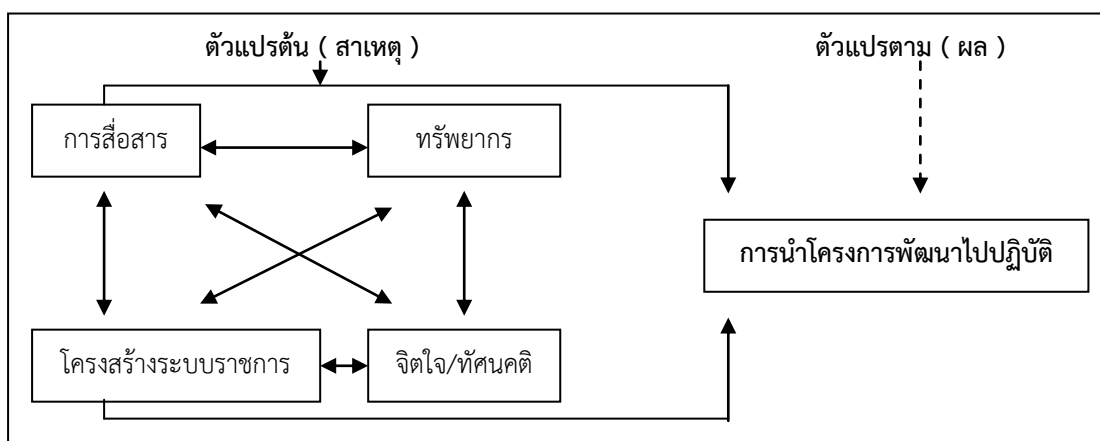 ตัวแปรต้น ( สาเหตุ )
ตัวแปรตาม ( ผล )
การสื่อสาร
ทรัพยากร
การนำโครงการพัฒนาไปปฏิบัติ
โครงสร้างระบบราชการ
จิตใจ/ทัศนคติ